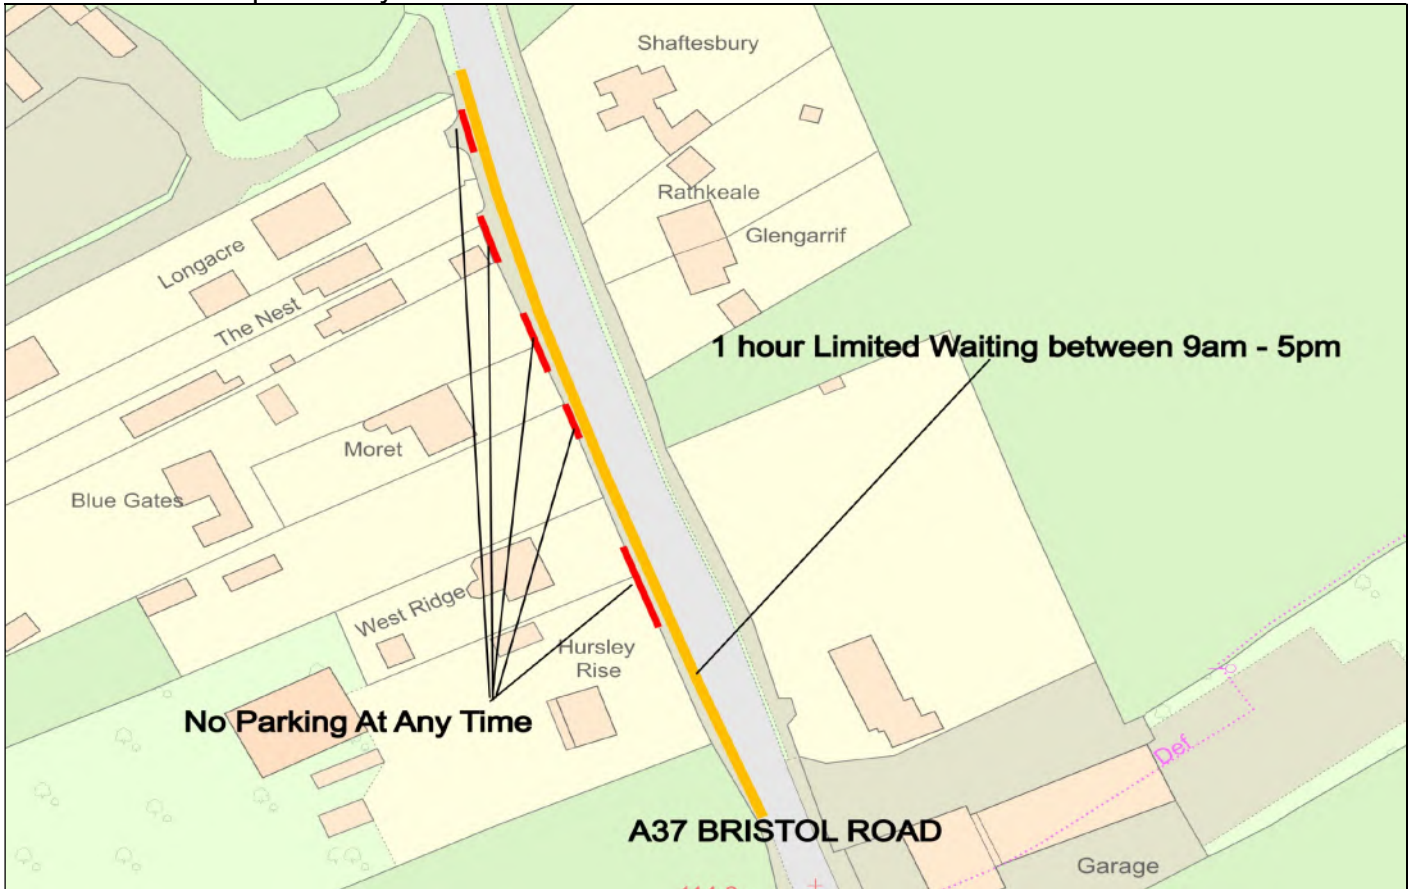 Shaftesbury
Rathkeale
Glengarrif
Longacre
The Nest
1 hour Limited Waiting between 9am - 5pm
Moret
Blue Gates
West Ridge
Hursley
Rise
No Parking At Any Time
Def
A37 BRISTOL ROAD
Garage